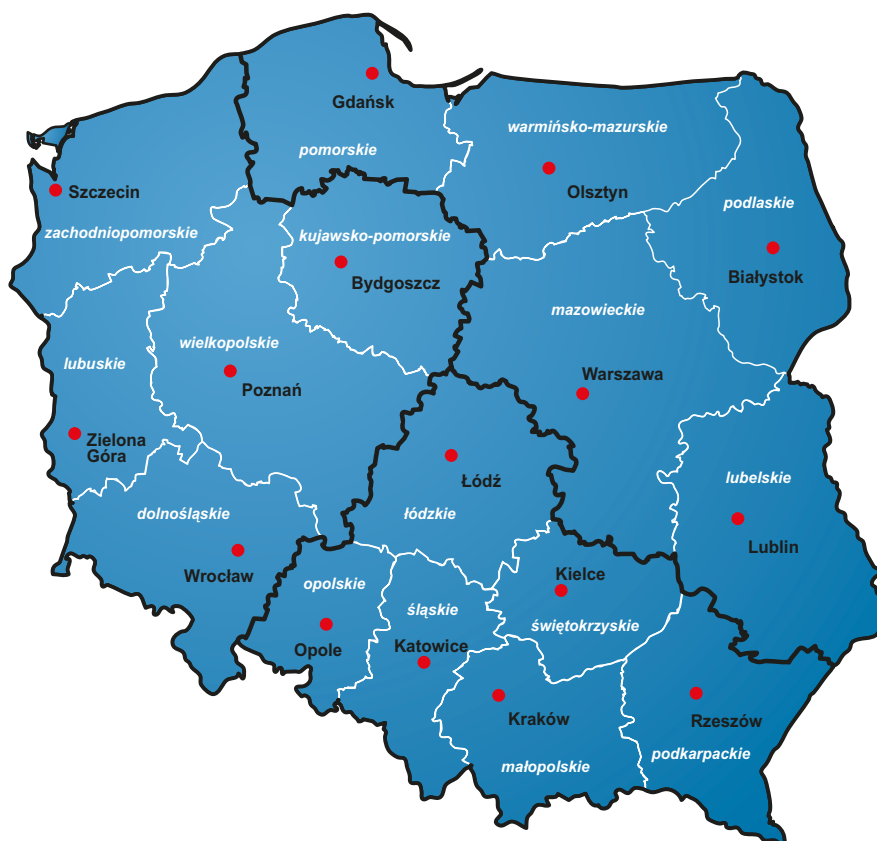 Gdańsk
pomorskie
warmińsko-mazurskie
Olsztyn
Szczecin
zachodniopomorskie
podlaskie
Białystok
kujawsko-pomorskie
Bydgoszcz
mazowieckie
Warszawa
lubuskie
Zielona
Góra
wielkopolskie
Poznań
Łódź
łódzkie
lubelskie
Lublin
dolnośląskie
Wrocław
opolskie
Opole
śląskie
Katowice
Kielce
świętokrzyskie
Kraków
małopolskie
Rzeszów
podkarpackie